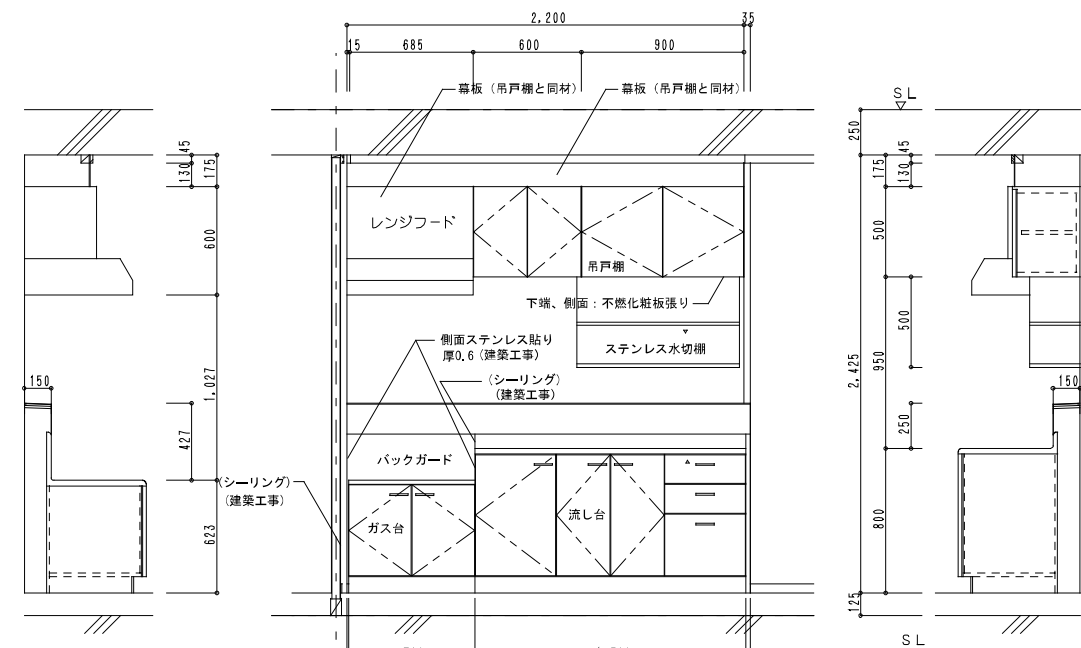 2,200
35
15
685
600
900
幕板（吊戸棚と同材）
幕板（吊戸棚と同材）
SL
250
45
130
175
45
175
130
レンジフード
600
500
吊戸棚
下端、側面：不燃化粧板張り
側面ステンレス貼り
厚0.6（建築工事）
ステンレス水切棚
500
（シーリング）
（建築工事）
150
1,027
2,425
950
150
427
250
バックガード
（シーリング）
（建築工事）
ガス台
流し台
623
800
125
SL